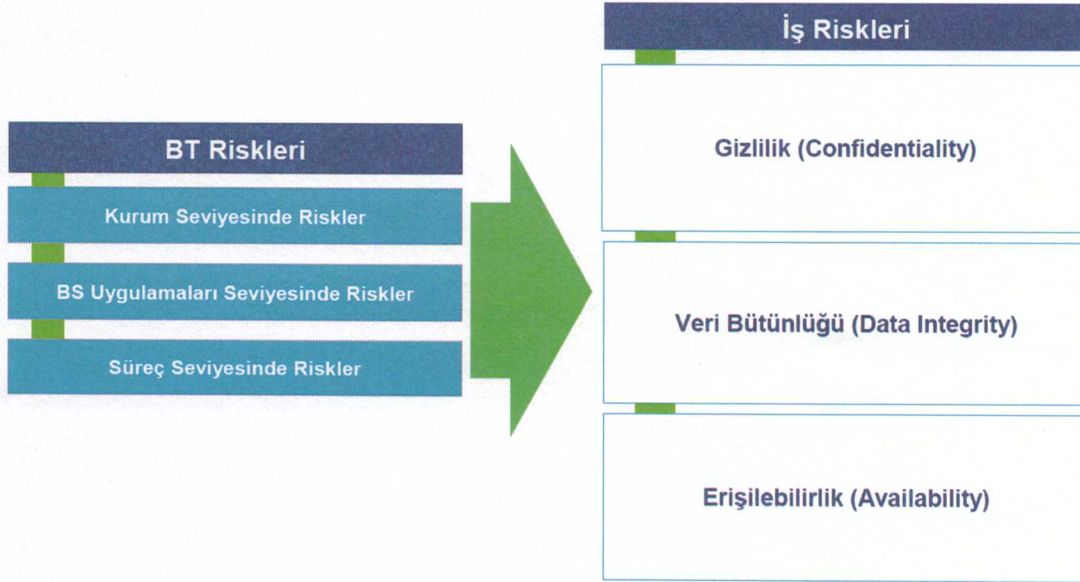 BT Riskleri
Kurum Seviyesinde Riskler
BS Uygulamaları Seviyesinde Riskler
Süreç Seviyesinde Riskler
İş Riskleri
Gizlilik (Confidentiality)
Veri Bütünlüğü (Data Integrity)
Erişilebilirlik (Availability)